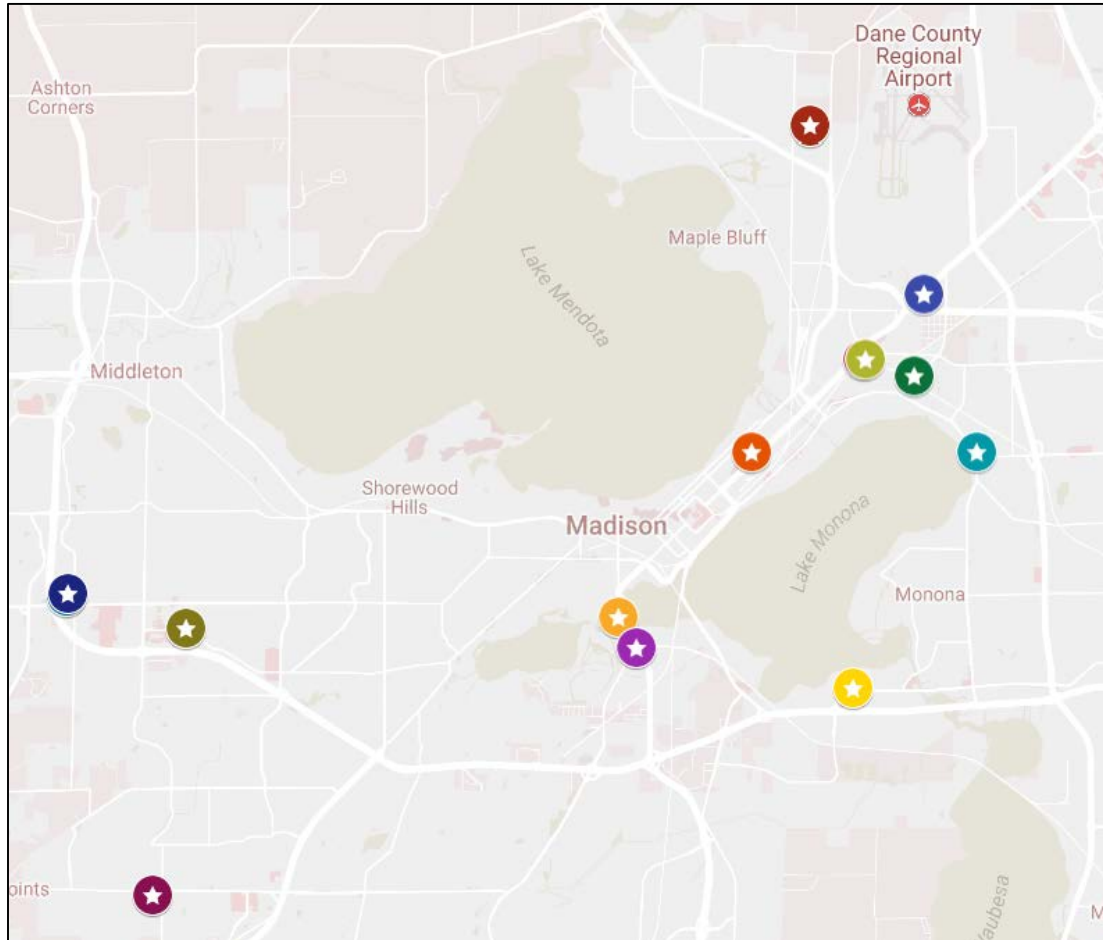 Dane County
Regional
Airport
Ashton
Corners
Maple Bluff
Lake Mendota
Middleton
Shorewood
Hills
Madison
Lake Monona
Monona
oints
aubesa
M